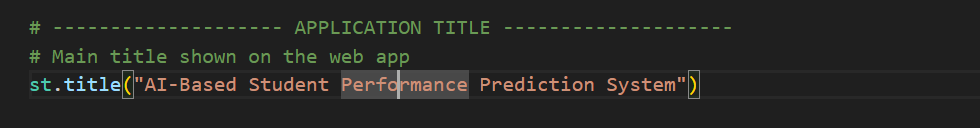 # -------------------- APPLICATION TITLE --------------------
# Main title shown on the web app
st.title("AI-Based Student Performance Prediction System")